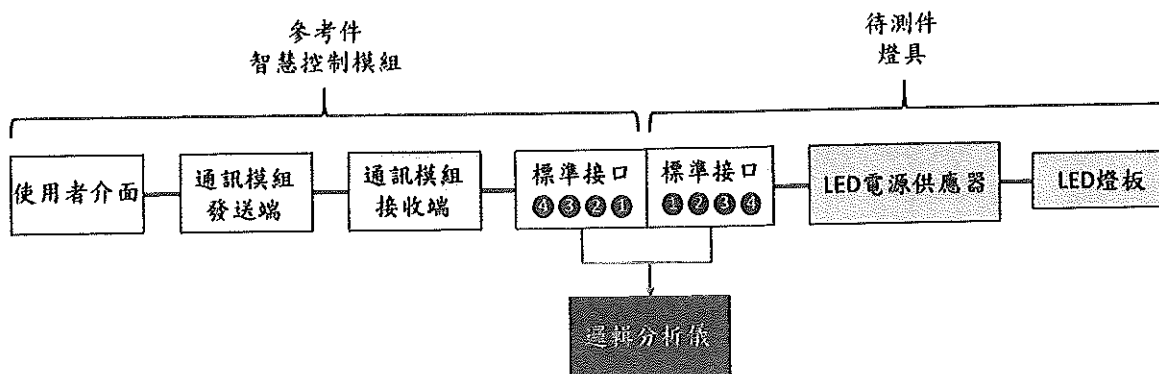 參考件
智慧控制模組
待測件
燈具
使用者介面
通訊模組
發送端
通訊模組
接收端
標準接口
❹❸❷❶
標準接口
❶❷❸❹
LED電源供應器
LED燈板
邏輯分析儀